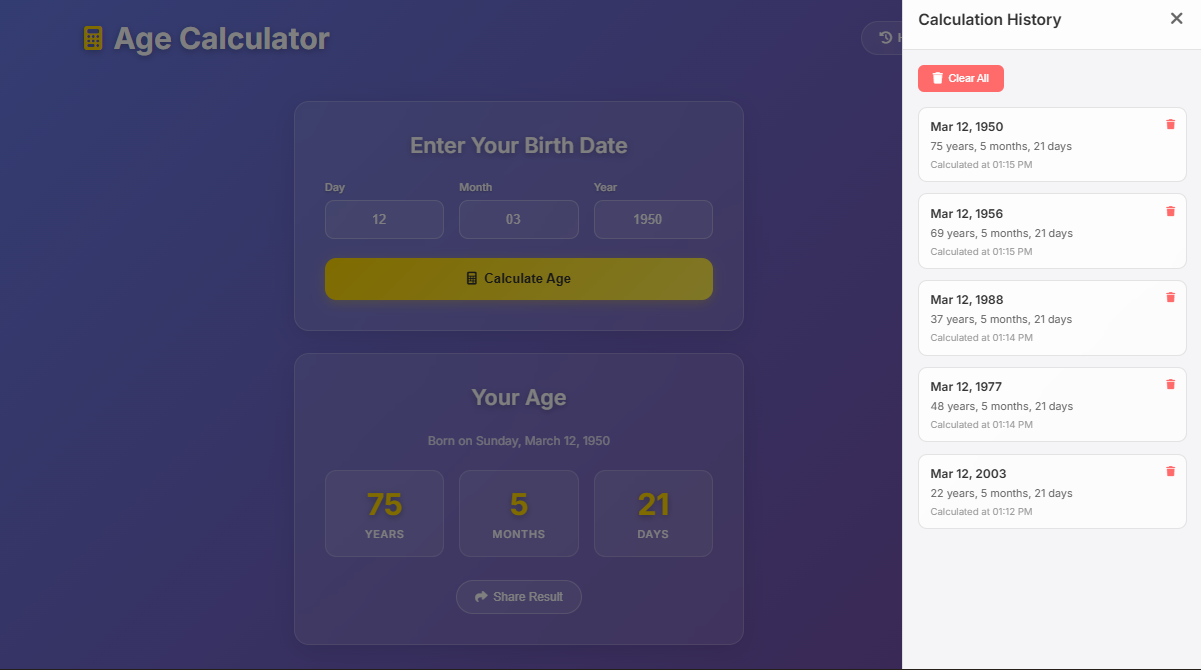 Age Calculator
Enter Your Birth Date
Day Month Year
12 03 1950
Calculate Age
Your Age
Born on Sunday, March 12, 1950
75 5 21
YEARS MONTHS DAYS
Share Result
Calculation History
Clear All
Mar 12, 1950
75 years, 5 months, 21 days
Calculated at 01:15 PM
Mar 12, 1956
69 years, 5 months, 21 days
Calculated at 01:15 PM
Mar 12, 1988
37 years, 5 months, 21 days
Calculated at 01:14 PM
Mar 12, 1977
48 years, 5 months, 21 days
Calculated at 01:14 PM
Mar 12, 2003
22 years, 5 months, 21 days
Calculated at 01:12 PM